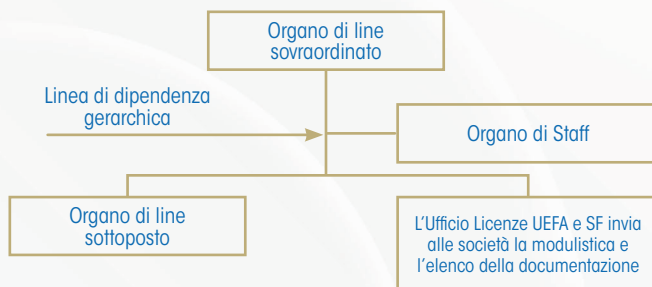 Organo di line
sovraordinato
Linea di dipendenza
gerarchica
Organo di Staff
Organo di line
sottoposto
L'Ufficio Licenze UEFA e SF invia
alle società la modulistica e
l'elenco della documentazione